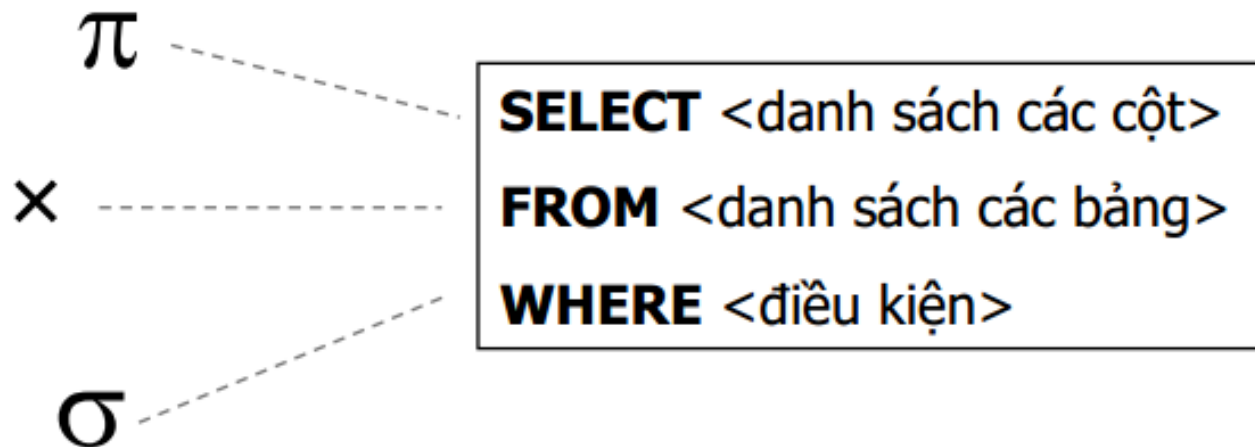 π
SELECT <danh sách các cột>
× FROM <danh sách các bảng>
WHERE <điều kiện>
σ